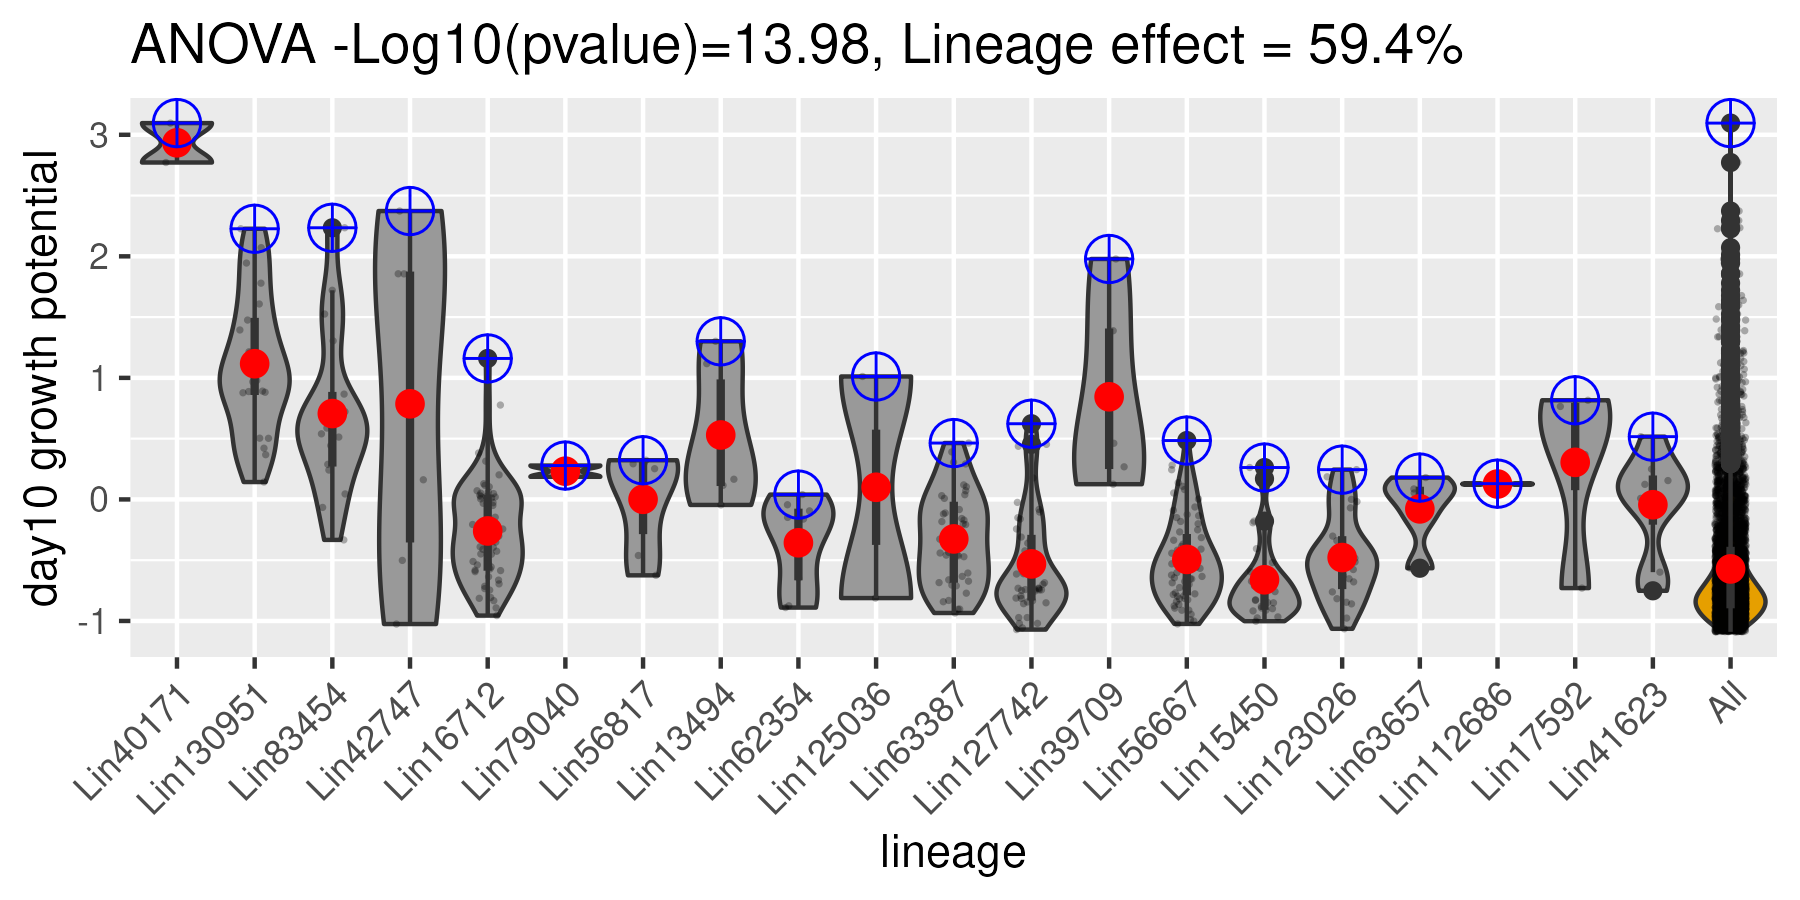 ANOVA -Log10(pvalue)=13.98, Lineage effect = 59.4%
day10 growth potential
3
2
1
0
-1
Lin40171
Lin130951
Lin83454
Lin42747
Lin16712
Lin79040
Lin56817
Lin13494
Lin62354
Lin125036
Lin63387
Lin127742
Lin39709
Lin56667
Lin15450
Lin123026
Lin63657
Lin112686
Lin17592
Lin41623
All
lineage